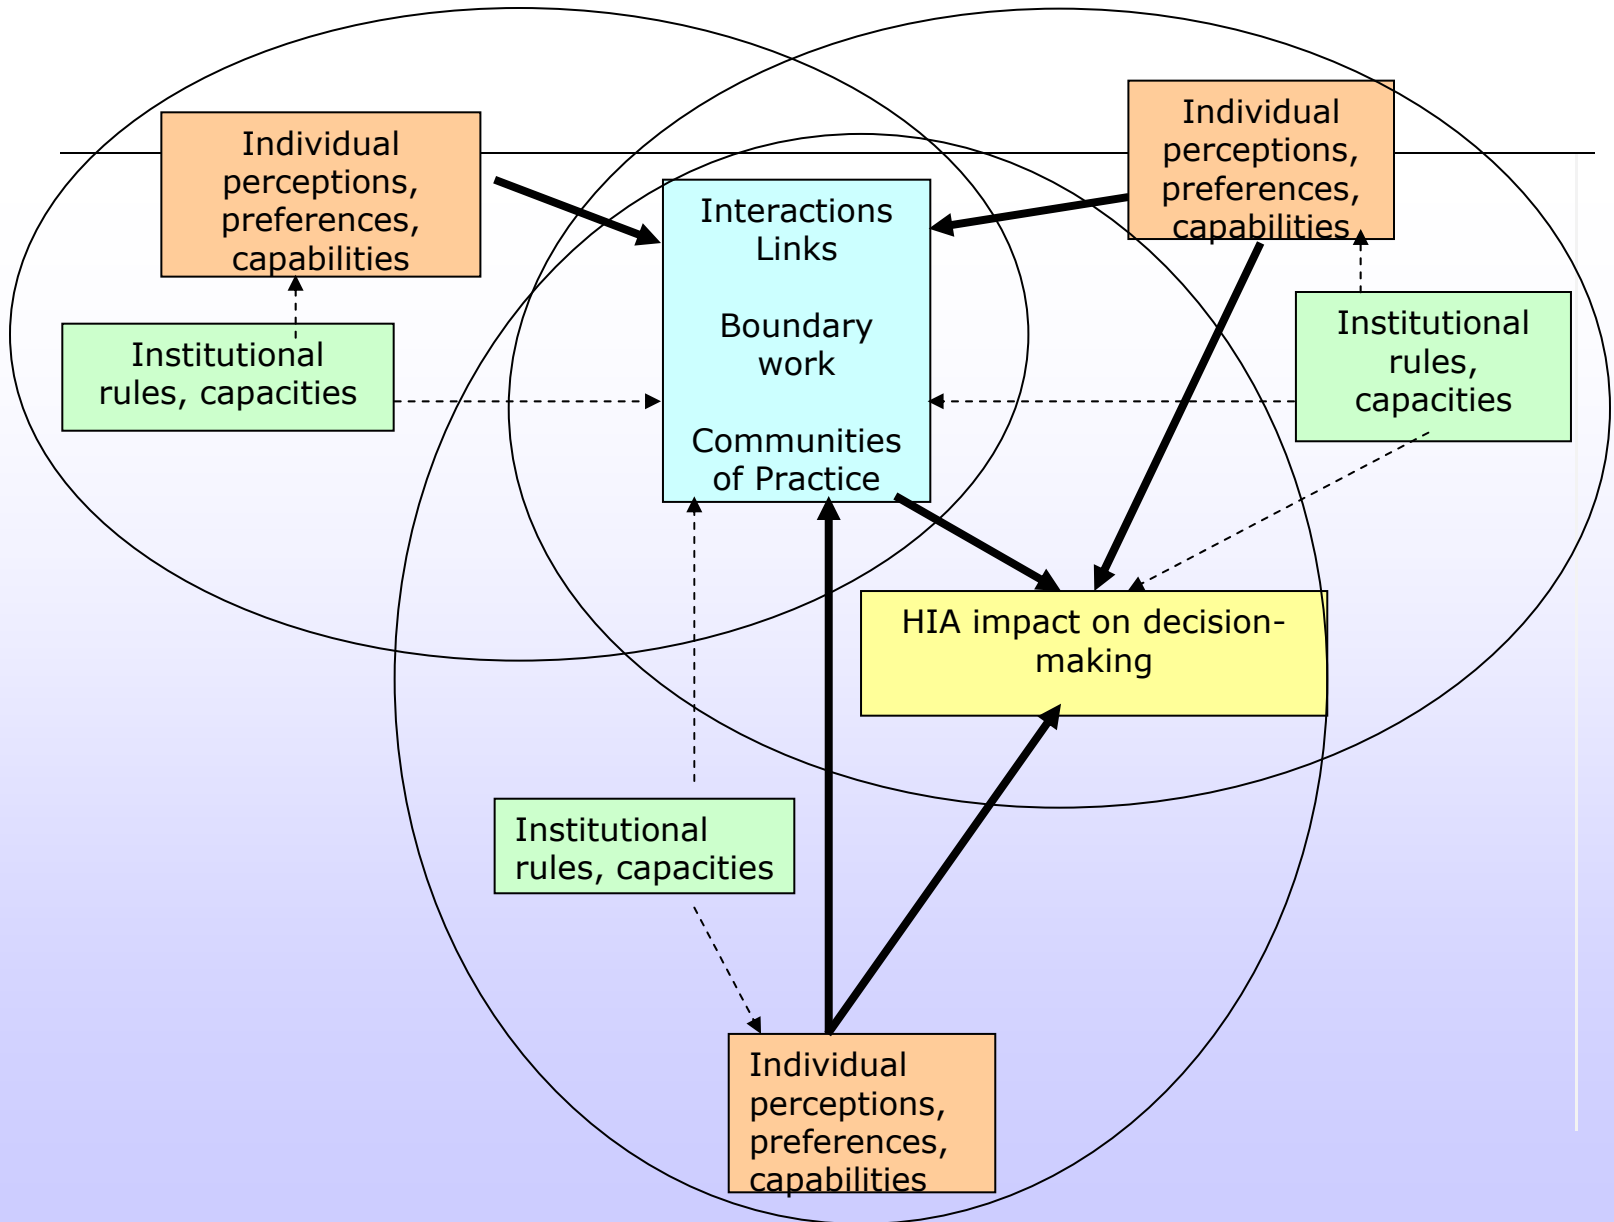 Individual
perceptions,
preferences,
capabilities
Individual
perceptions,
preferences,
capabilities
Interactions
Links
Boundary
work
Communities
of Practice
Institutional
rules, capacities
Institutional
rules,
capacities
HIA impact on decision-
making
Institutional
rules, capacities
Individual
perceptions,
preferences,
capabilities